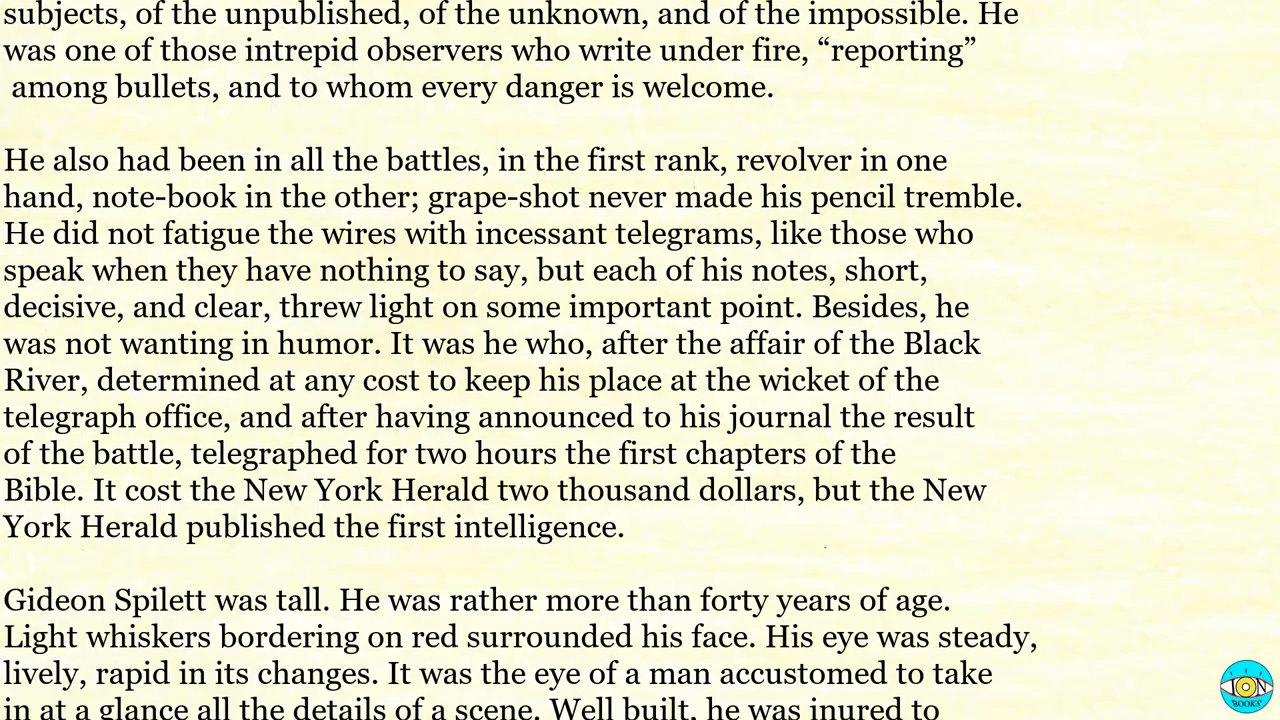 subjects, of the unpublished, of the unknown, and of the impossible. He
was one of those intrepid observers who write under fire, “reporting”
among bullets, and to whom every danger is welcome.
He also had been in all the battles, in the first rank, revolver in one
hand, note-book in the other; grape-shot never made his pencil tremble.
He did not fatigue the wires with incessant telegrams, like those who
speak when they have nothing to say, but each of his notes, short,
decisive, and clear, threw light on some important point. Besides, he
was not wanting in humor. It was he who, after the affair of the Black
River, determined at any cost to keep his place at the wicket of the
telegraph office, and after having announced to his journal the result
of the battle, telegraphed for two hours the first chapters of the
Bible. It cost the New York Herald two thousand dollars, but the New
York Herald published the first intelligence.
Gideon Spilett was tall. He was rather more than forty years of age.
Light whiskers bordering on red surrounded his face. His eye was steady,
lively, rapid in its changes. It was the eye of a man accustomed to take
in at a glance all the details of a scene. Well built, he was inured to
ION
BOOKS